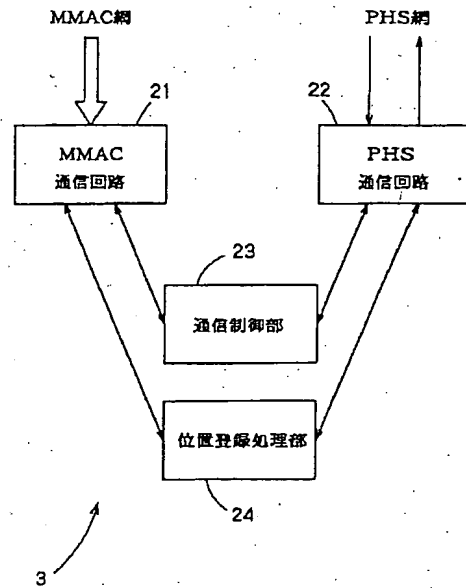 MMAC網
PHS網
21
22
MMAC
通信回路
PHS
通信回路
23
通信制御部
位置登録処理部
24
3